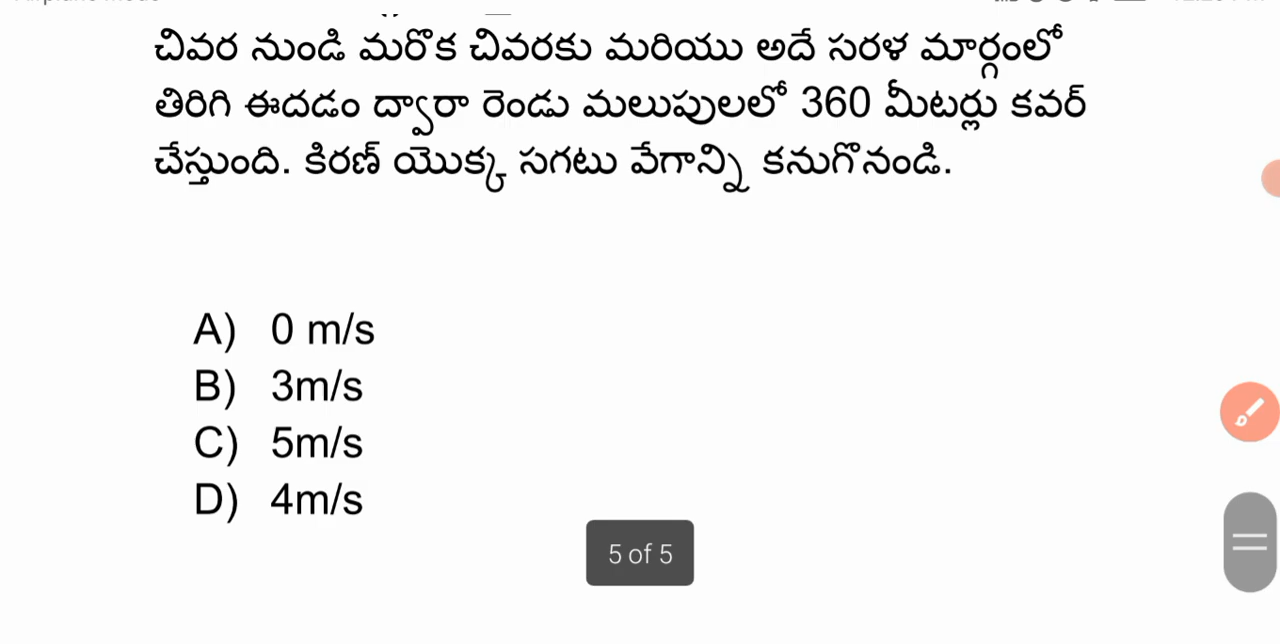 చివర నుండి మరొక చివరకు మరియు అదే సరళ మార్గంలో
తిరిగి ఈదడం ద్వారా రెండు మలుపులలో 360 మీటర్లు కవర్
చేస్తుంది. కిరణ్ యొక్క సగటు వేగాన్ని కనుగొనండి.
A) 0 m/s
B) 3m/s
C) 5m/s
D) 4m/s
5 of 5